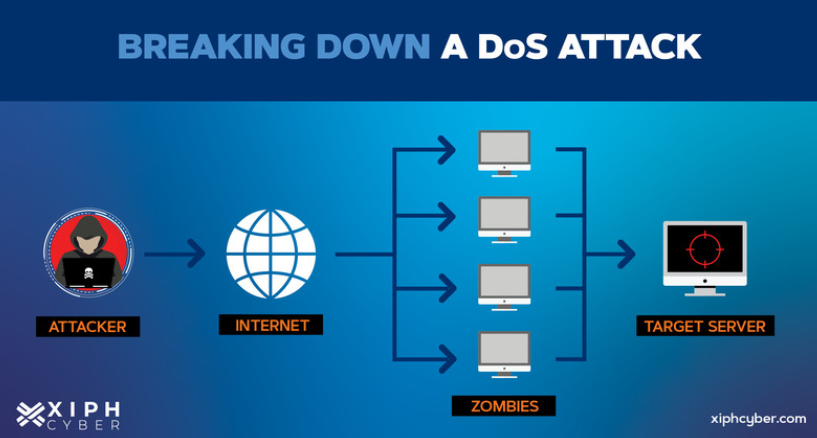 BREAKING DOWN A DoS ATTACK
ATTACKER
INTERNET
ZOMBIES
TARGET SERVER
XIPH
CYBER
xiphcyber.com